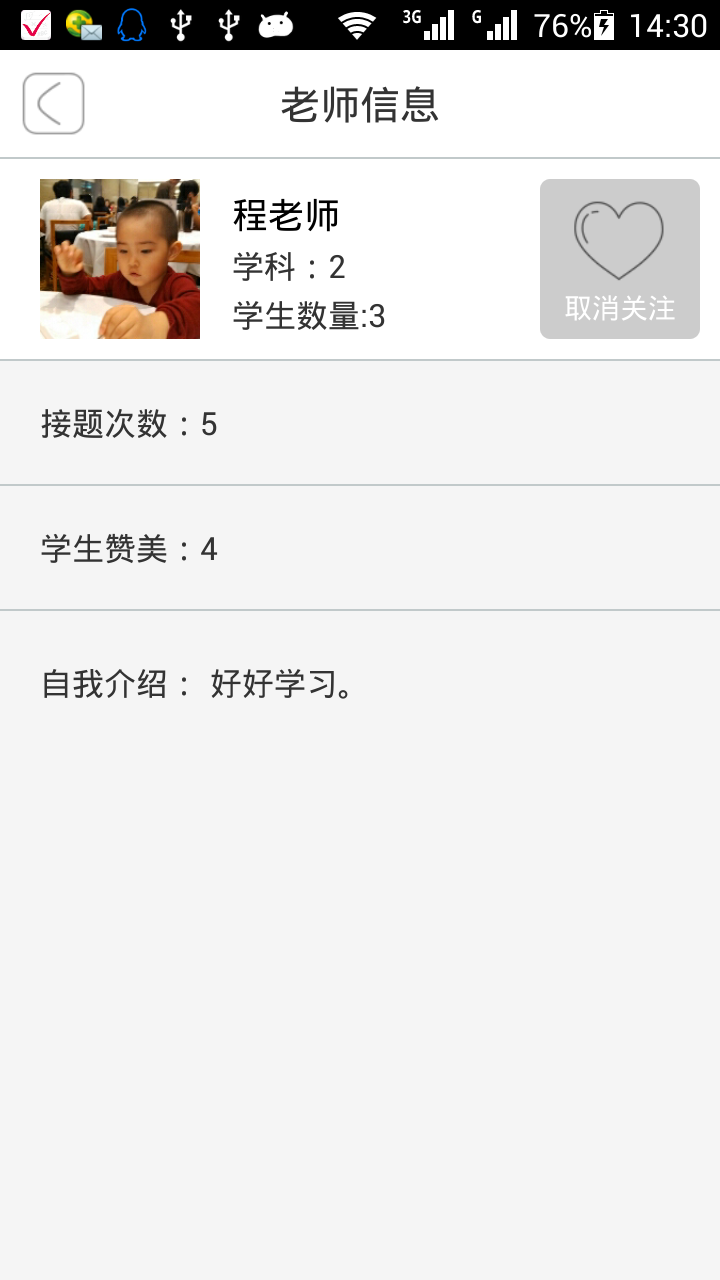 3G G 76% 14:30
老师信息
程老师
学科：2
学生数量:3
取消关注
接题次数：5
学生赞美：4
自我介绍： 好好学习。